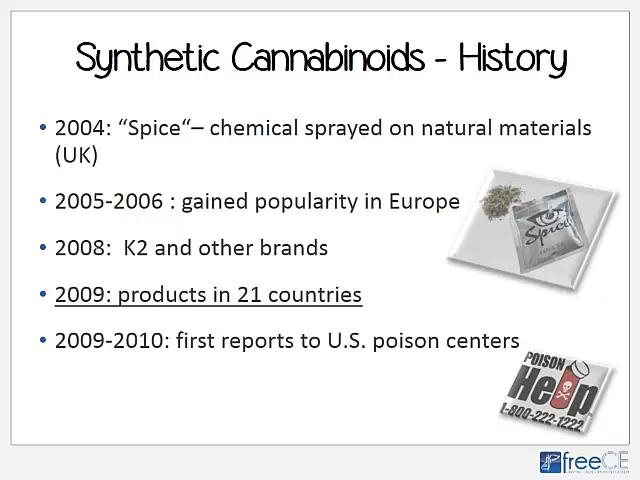 Synthetic Cannabinoids - History
• 2004: “Spice“– chemical sprayed on natural materials
(UK)
• 2005-2006 : gained popularity in Europe
Spice
• 2008:  K2 and other brands
• 2009: products in 21 countries
• 2009-2010: first reports to U.S. poison centers
POISON
Help
1-800-222-1222
freeCE